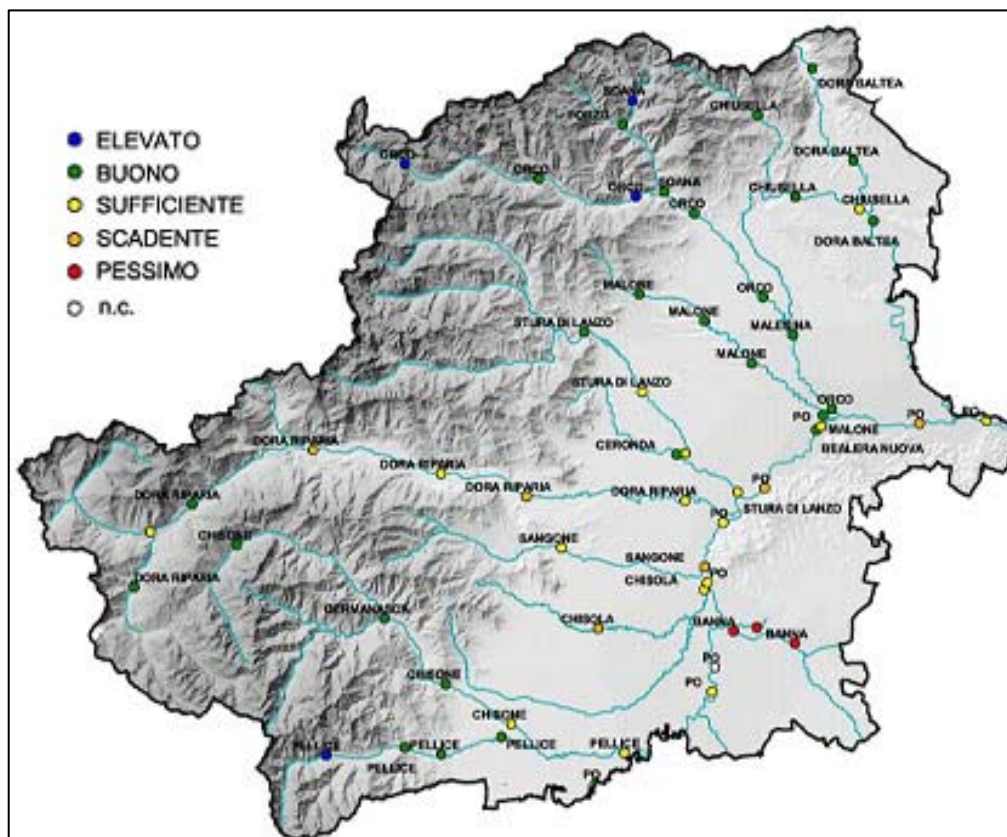 ELEVATO
BUONO
SUFFICIENTE
SCADENTE
PESSIMO
n.c.
DORA BALTEA
SOANA
FORZO
CHIUSELLA
ORCO
ORCO
DORA BALTEA
ORCO
SOANA
CHIUSELLA
CHIUSELLA
ORCO
DORA BALTEA
MALONE
ORCO
MALONE
STURA DI LANZO
MALESINA
MALONE
STURA DI LANZO
ORCO
PO
PO
PO
MALONE
DORA RIPARIA
CERONDA
BEALERA NUOVA
DORA RIPARIA
DORA RIPARIA
DORA RIPARIA
DORA RIPARIA
PO
STURA DI LANZO
PO
CHISONE
SANGONE
SANGONE
DORA RIPARIA
CHISOLA
PO
GERMANASCA
CHISOLA
BANNA
BANNA
PO
CHISONE
PO
CHISONE
PELLICE
PELLICE
PELLICE
PELLICE
PELLICE
PO